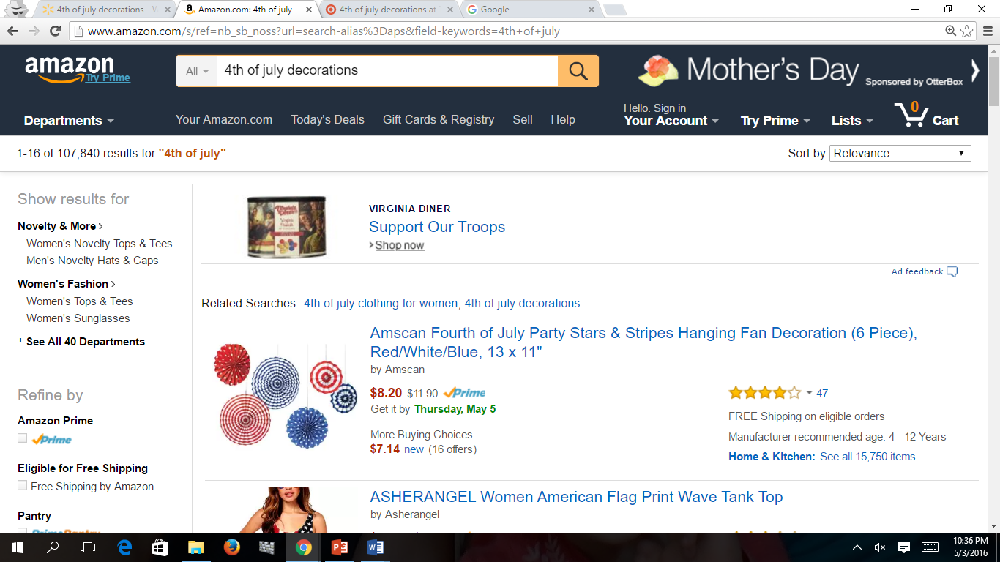 4th of july decorations - W
Amazon.com: 4th of july
4th of july decorations at T
Google
www.amazon.com/s/ref=nb_sb_noss?url=search-alias%3Daps&field-keywords=4th+of+july
amazon
Try Prime
All
4th of july decorations
Mother's Day
Sponsored by OtterBox
Departments
Your Amazon.com Today's Deals Gift Cards & Registry Sell Help
Hello. Sign in
Your Account
Try Prime
Lists
0
Cart
1-16 of 107,840 results for "4th of july"
Sort by Relevance
Show results for
Novelty & More ›
Women's Novelty Tops & Tees
Men's Novelty Hats & Caps
Women's Fashion ›
Women's Tops & Tees
Women's Sunglasses
+ See All 40 Departments
Refine by
Amazon Prime
Prime
Eligible for Free Shipping
Free Shipping by Amazon
Pantry
VIRGINIA DINER
Support Our Troops
› Shop now
Ad feedback
Related Searches: 4th of july clothing for women, 4th of july decorations.
Amscan Fourth of July Party Stars & Stripes Hanging Fan Decoration (6 Piece),
Red/White/Blue, 13 x 11"
by Amscan
$8.20 $11.90 Prime
Get it by Thursday, May 5
More Buying Choices
$7.14 new (16 offers)
47
FREE Shipping on eligible orders
Manufacturer recommended age: 4 - 12 Years
Home & Kitchen: See all 15,750 items
ASHERANGEL Women American Flag Print Wave Tank Top
by Asherangel
10:36 PM
5/3/2016